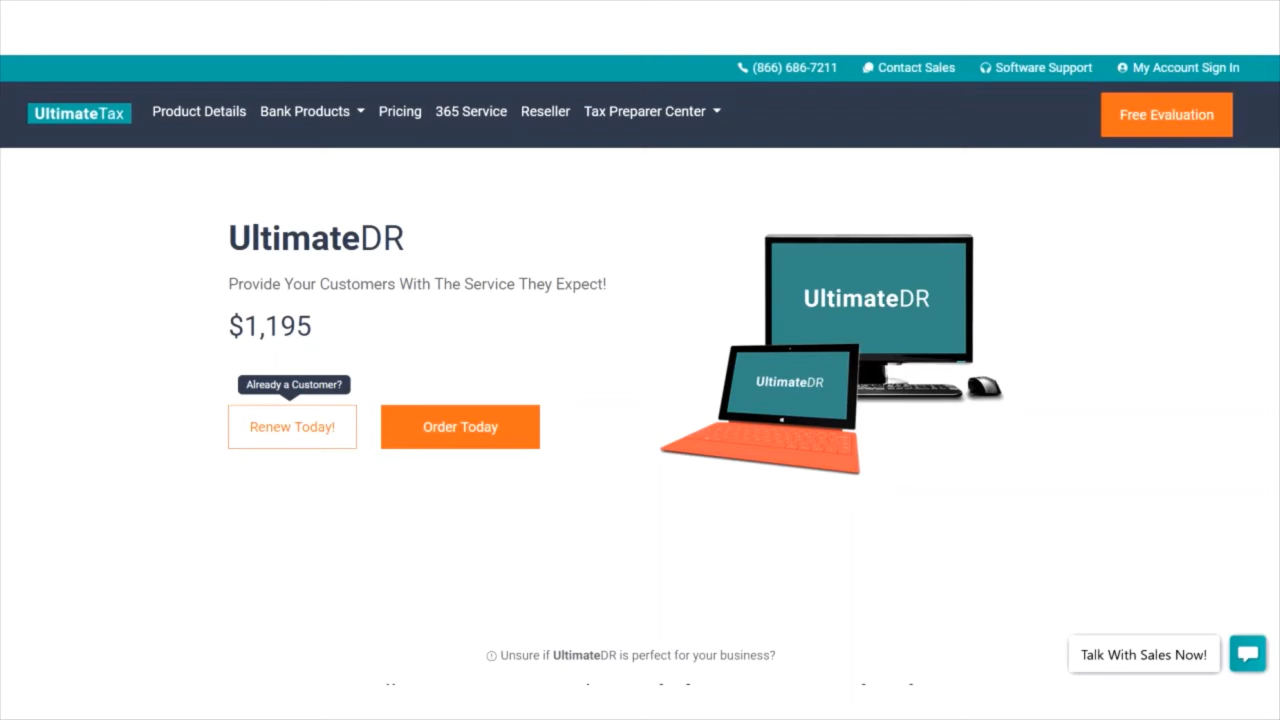 (866) 686-7211 Contact Sales Software Support My Account Sign In
UltimateTax Product Details Bank Products Pricing 365 Service Reseller Tax Preparer Center Free Evaluation
UltimateDR
Provide Your Customers With The Service They Expect!
$1,195
Already a Customer?
Renew Today! Order Today
UltimateDR
UltimateDR
Unsure if UltimateDR is perfect for your business?
Talk With Sales Now!